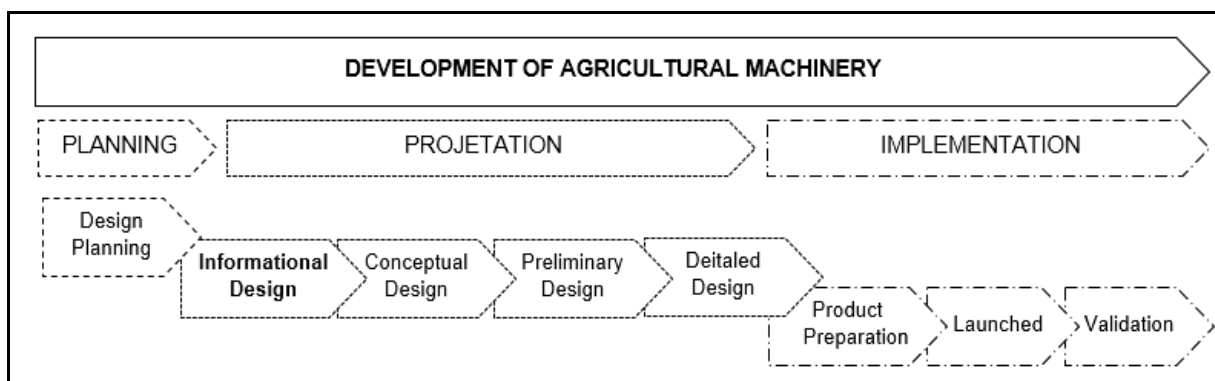 DEVELOPMENT OF AGRICULTURAL MACHINERY
PLANNING
PROJETATION
IMPLEMENTATION
Design
Planning
Informational
Design
Conceptual
Design
Preliminary
Design
Deitaled
Design
Product
Preparation
Launched
Validation